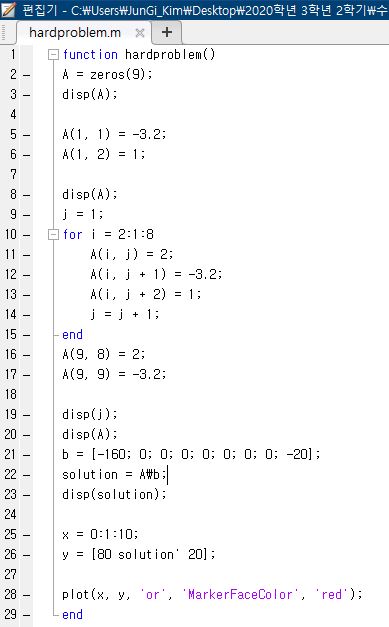 편집기 - C:₩Users₩JunGi_Kim₩Desktop₩2020학년 3학년 2학기₩수
hardproblem.m × +
1 function hardproblem()
2 - A = zeros(9);
3 - disp(A);
4
5 - A(1, 1) = -3.2;
6 - A(1, 2) = 1;
7
8 - disp(A);
9 - j = 1;
10 - for i = 2:1:8
11 - A(i, j) = 2;
12 - A(i, j + 1) = -3.2;
13 - A(i, j + 2) = 1;
14 - j = j + 1;
15 - end
16 - A(9, 8) = 2;
17 - A(9, 9) = -3.2;
18
19 - disp(j);
20 - disp(A);
21 - b = [-160; 0; 0; 0; 0; 0; 0; 0; -20];
22 - solution = A₩b;
23 - disp(solution);
24
25 - x = 0:1:10;
26 - y = [80 solution' 20];
27
28 - plot(x, y, 'or', 'MarkerFaceColor', 'red');
29 - end